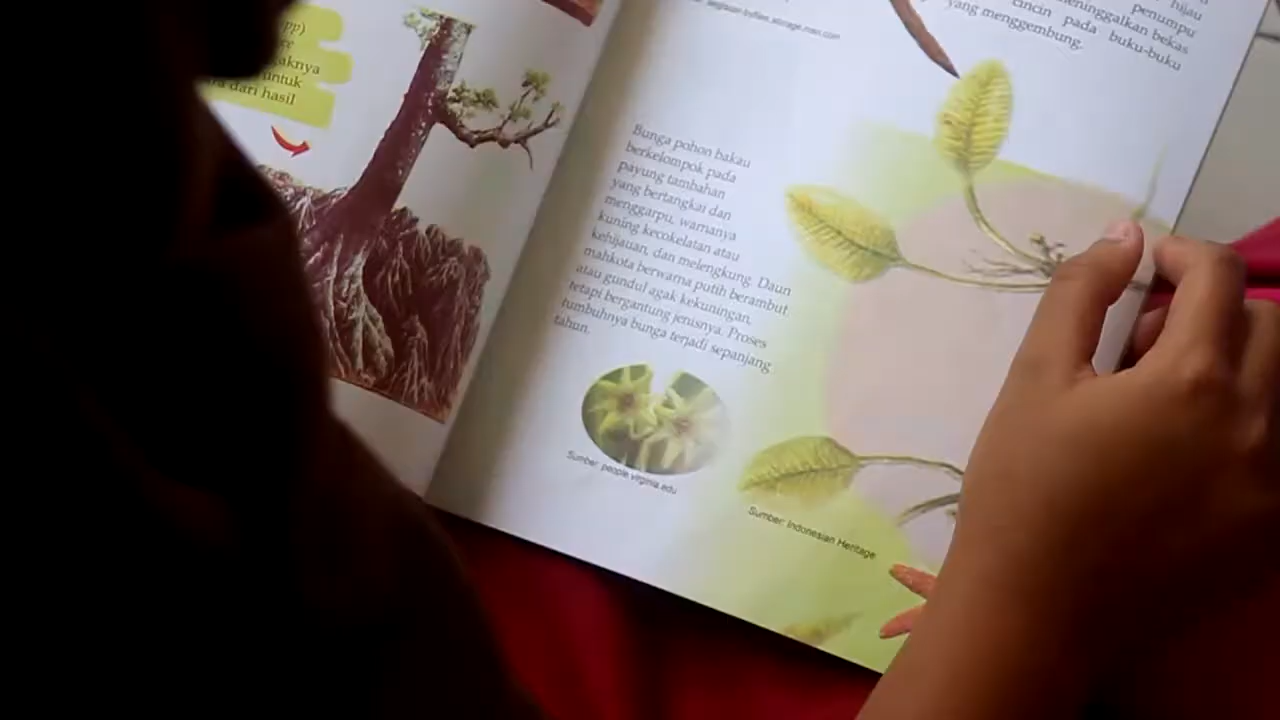 pp)
untuk
dari hasil
hijau
penumpu
meninggalkan bekas
cincin pada buku-buku
yang menggembung.
Bunga pohon bakau
berkelompok pada
payung tambahan
yang bertangkai dan
menggarpu, warnanya
kuning kecokelatan atau
kehijauan, dan melengkung. Daun
mahkota berwarna putih berambut
atau gundul agak kekuningan,
tetapi bergantung jenisnya. Proses
tumbuhnya bunga terjadi sepanjang
tahun.
Sumber: people.virginia.edu
Sumber: Indonesian Heritage